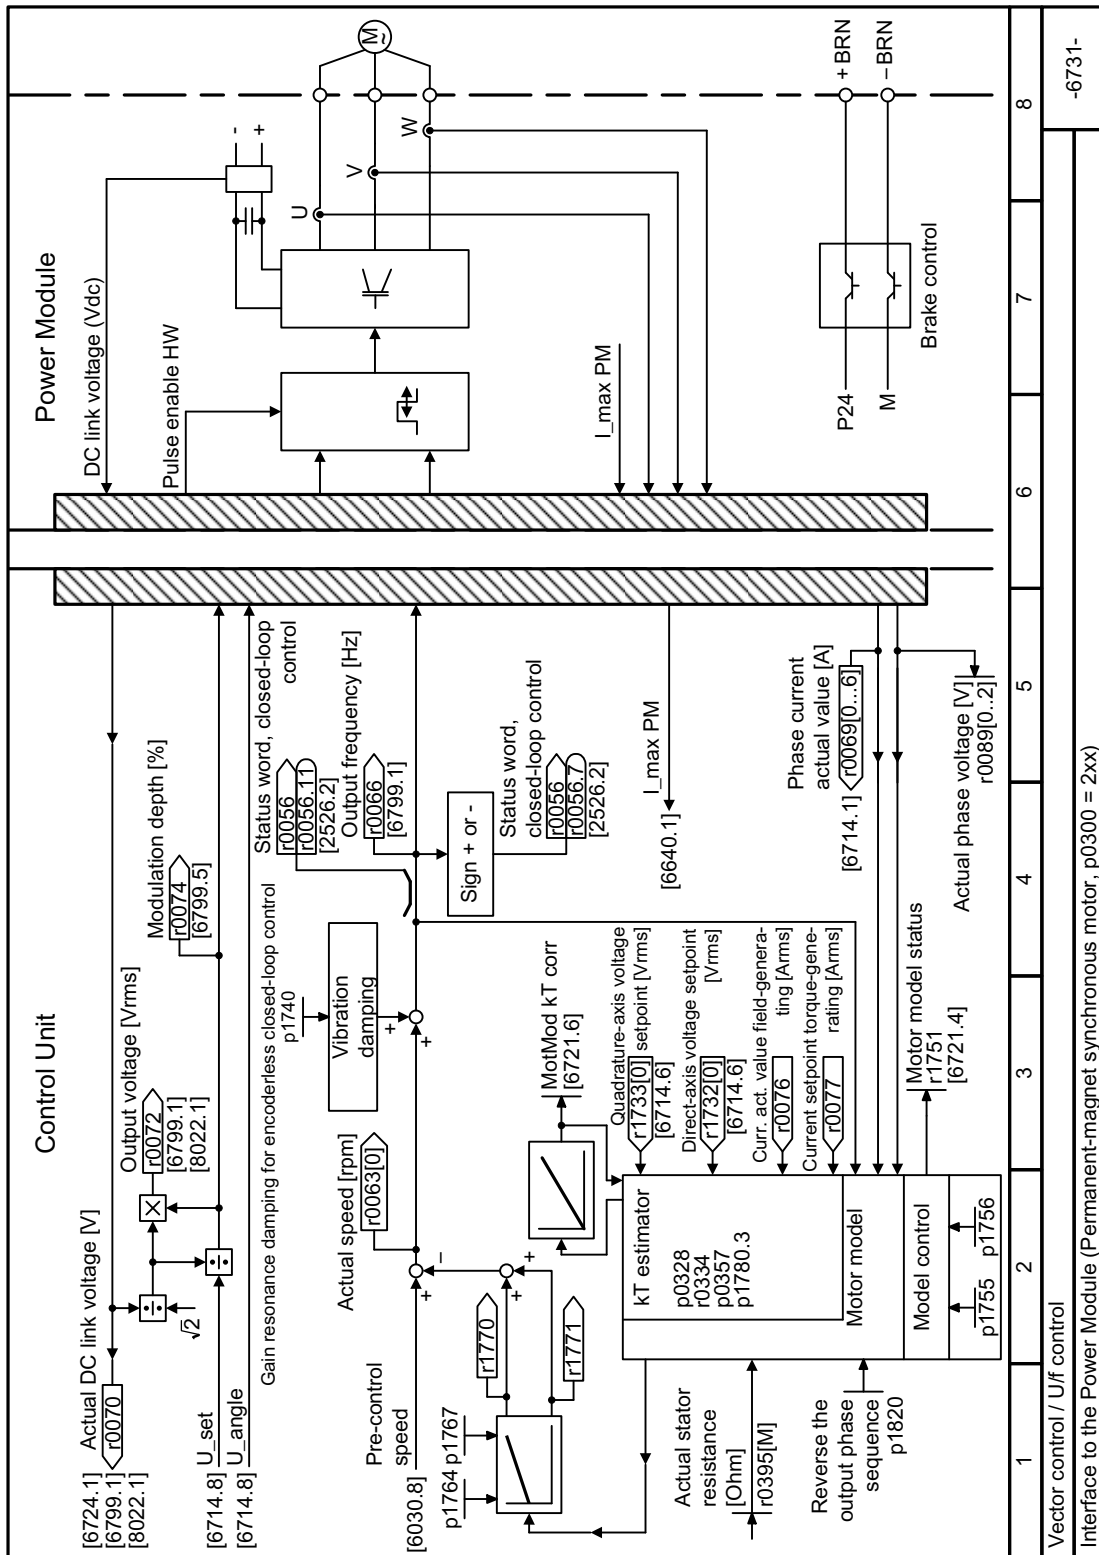 Control Unit
Power Module
[6724.1]
[6799.1]
[8022.1]
Actual DC link voltage [V]
r0070
√2
÷
÷
×
Output voltage [Vrms]
r0072
[6799.1]
[8022.1]
Modulation depth [%]
r0074
[6799.5]
[6714.8] U_set
[6714.8] U_angle
Gain resonance damping for encoderless closed-loop control
p1740
Vibration
damping
+
+
Status word, closed-loop
control
r0056
r0056.11
[2526.2]
Output frequency [Hz]
r0066
[6799.1]
Sign + or -
Status word,
closed-loop control
r0056
r0056.7
[2526.2]
Pre-control
speed
[6030.8]
Actual speed [rpm]
r0063[0]
+
−
p1764
p1767
r1770
r1771
+
+
MotMod kT corr
[6721.6]
I_max PM
[6640.1]
Quadrature-axis voltage
setpoint [Vrms]
r1733[0]
[6714.6]
Direct-axis voltage setpoint
[Vrms]
r1732[0]
[6714.6]
Curr. act. value field-genera-
ting [Arms]
r0076
Current setpoint torque-gene-
rating [Arms]
r0077
kT estimator
p0328
r0334
p0357
p1780.3
Motor model
Model control
p1755
p1756
Motor model status
r1751
[6721.4]
Actual stator
resistance
[Ohm]
r0395[M]
Reverse the
output phase
sequence
p1820
Phase current
actual value [A]
[6714.1]
r0069[0...6]
Actual phase voltage [V]
r0089[0..2]
DC link voltage (Vdc)
Pulse enable HW
-
+
U
V
W
M
~
I_max PM
P24
M
+ BRN
– BRN
Brake control
1
2
3
4
5
6
7
8
Vector control / U/f control
Interface to the Power Module (Permanent-magnet synchronous motor, p0300 = 2xx)
-6731-